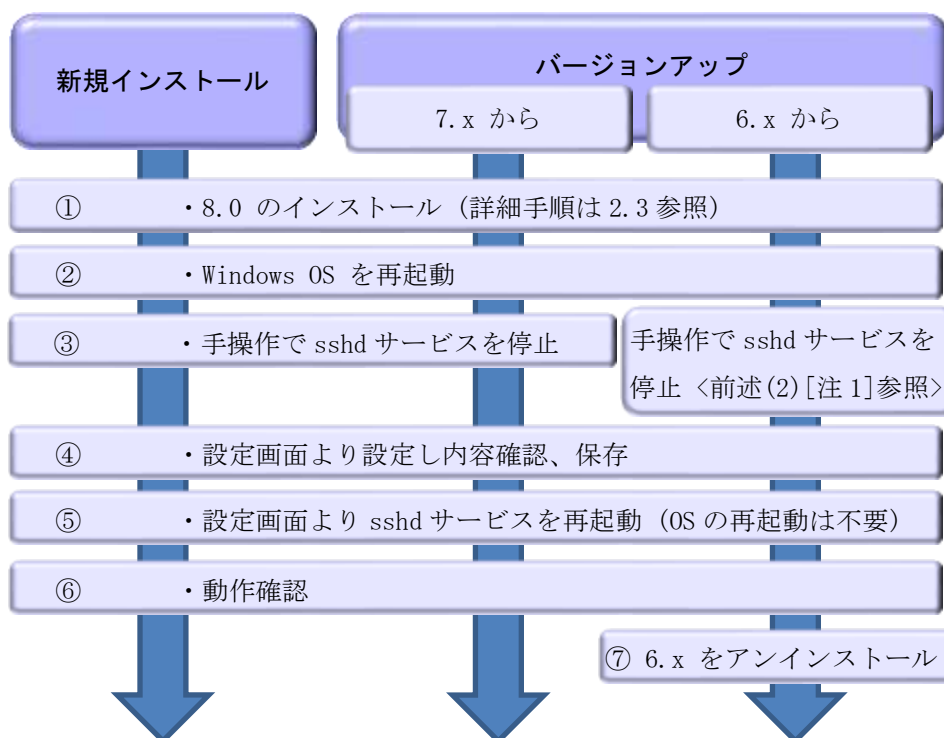 新規インストール
バージョンアップ
7.x から
6.x から
① ・8.0 のインストール (詳細手順は 2.3 参照)
② ・Windows OS を再起動
③ ・手操作で sshd サービスを停止
手操作で sshd サービスを
停止 <前述(2)[注 1]参照>
④ ・設定画面より設定し内容確認、保存
⑤ ・設定画面より sshd サービスを再起動 (OS の再起動は不要)
⑥ ・動作確認
⑦ 6.x をアンインストール